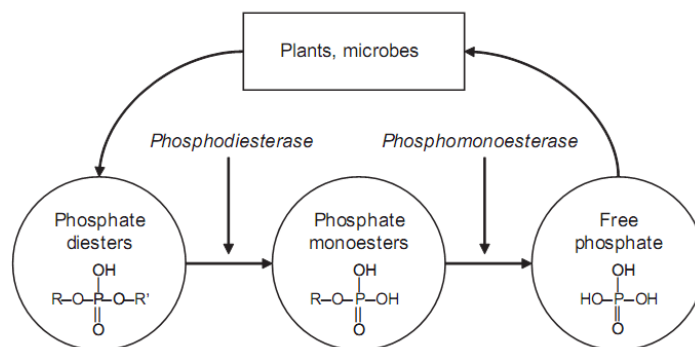 Plants, microbes
Phosphodiesterase
Phosphomonoesterase
Phosphate
diesters
OH
R–O–P–O–R'
O
Phosphate
monoesters
OH
R–O–P–OH
O
Free
phosphate
OH
HO–P–OH
O